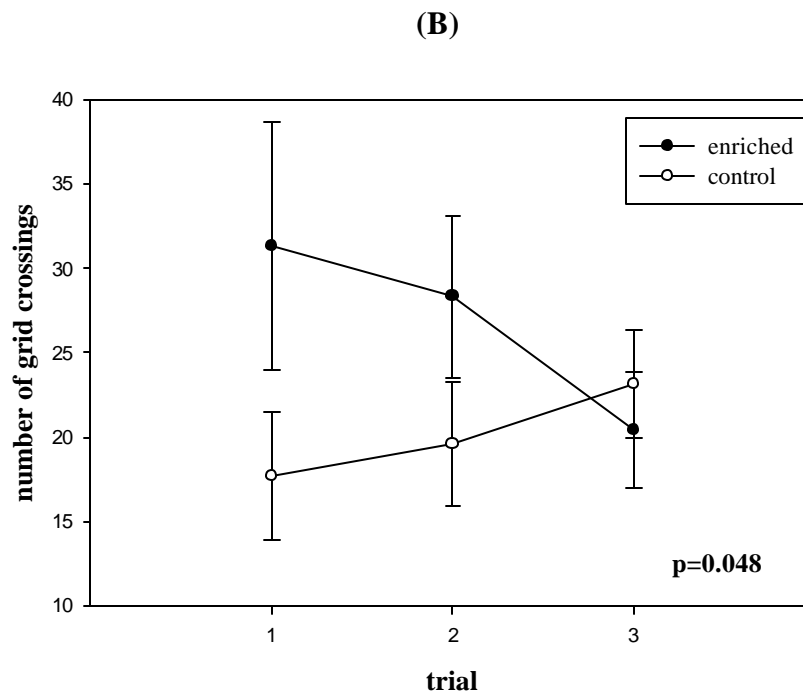 (B)
number of grid crossings
40
35
30
25
20
15
10
enriched
control
p=0.048
1
2
3
trial